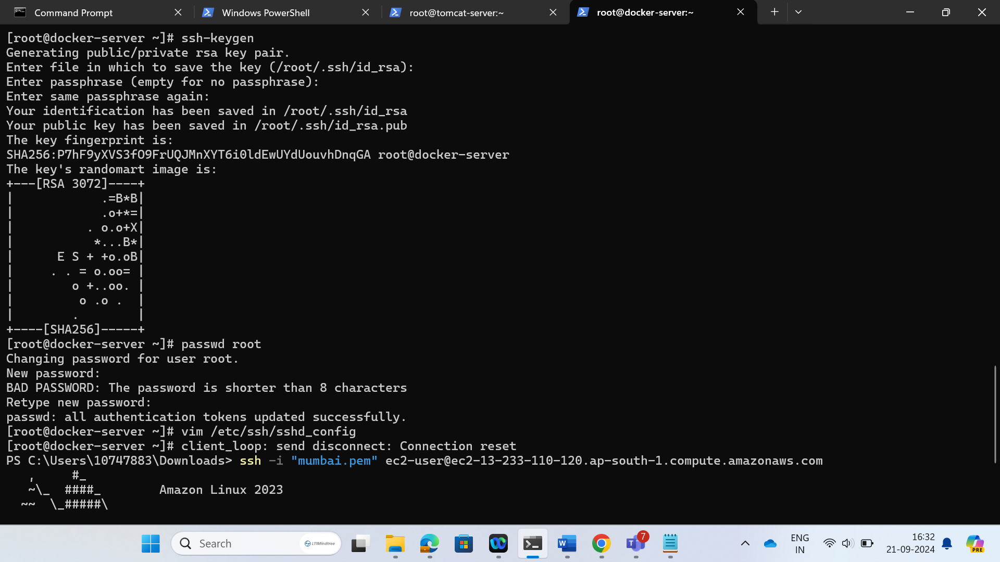 Command Prompt
Windows PowerShell
root@tomcat-server:~
root@docker-server:~
[root@docker-server ~]# ssh-keygen
Generating public/private rsa key pair.
Enter file in which to save the key (/root/.ssh/id_rsa):
Enter passphrase (empty for no passphrase):
Enter same passphrase again:
Your identification has been saved in /root/.ssh/id_rsa
Your public key has been saved in /root/.ssh/id_rsa.pub
The key fingerprint is:
SHA256:P7hF9yXVS3fO9FrUQJMnXYT6i0ldEwUYdUouvhDnqGA root@docker-server
The key's randomart image is:
+---[RSA 3072]----+
|            .=B*B|
|            .o+*=|
|          . o.o+X|
|           *...B*|
|      E S + +o.oB|
|     . . = o.oo= |
|        o +..oo. |
|         o .o .  |
|        .        |
+----[SHA256]-----+
[root@docker-server ~]# passwd root
Changing password for user root.
New password:
BAD PASSWORD: The password is shorter than 8 characters
Retype new password:
passwd: all authentication tokens updated successfully.
[root@docker-server ~]# vim /etc/ssh/sshd_config
[root@docker-server ~]# client_loop: send disconnect: Connection reset
PS C:\Users\10747883\Downloads> ssh -i "mumbai.pem" ec2-user@ec2-13-233-110-120.ap-south-1.compute.amazonaws.com
   ,     #_
   ~\_  ####_        Amazon Linux 2023
  ~~  \_#####\
Search
LTIMindtree
7
ENG
IN
16:32
21-09-2024
PRE